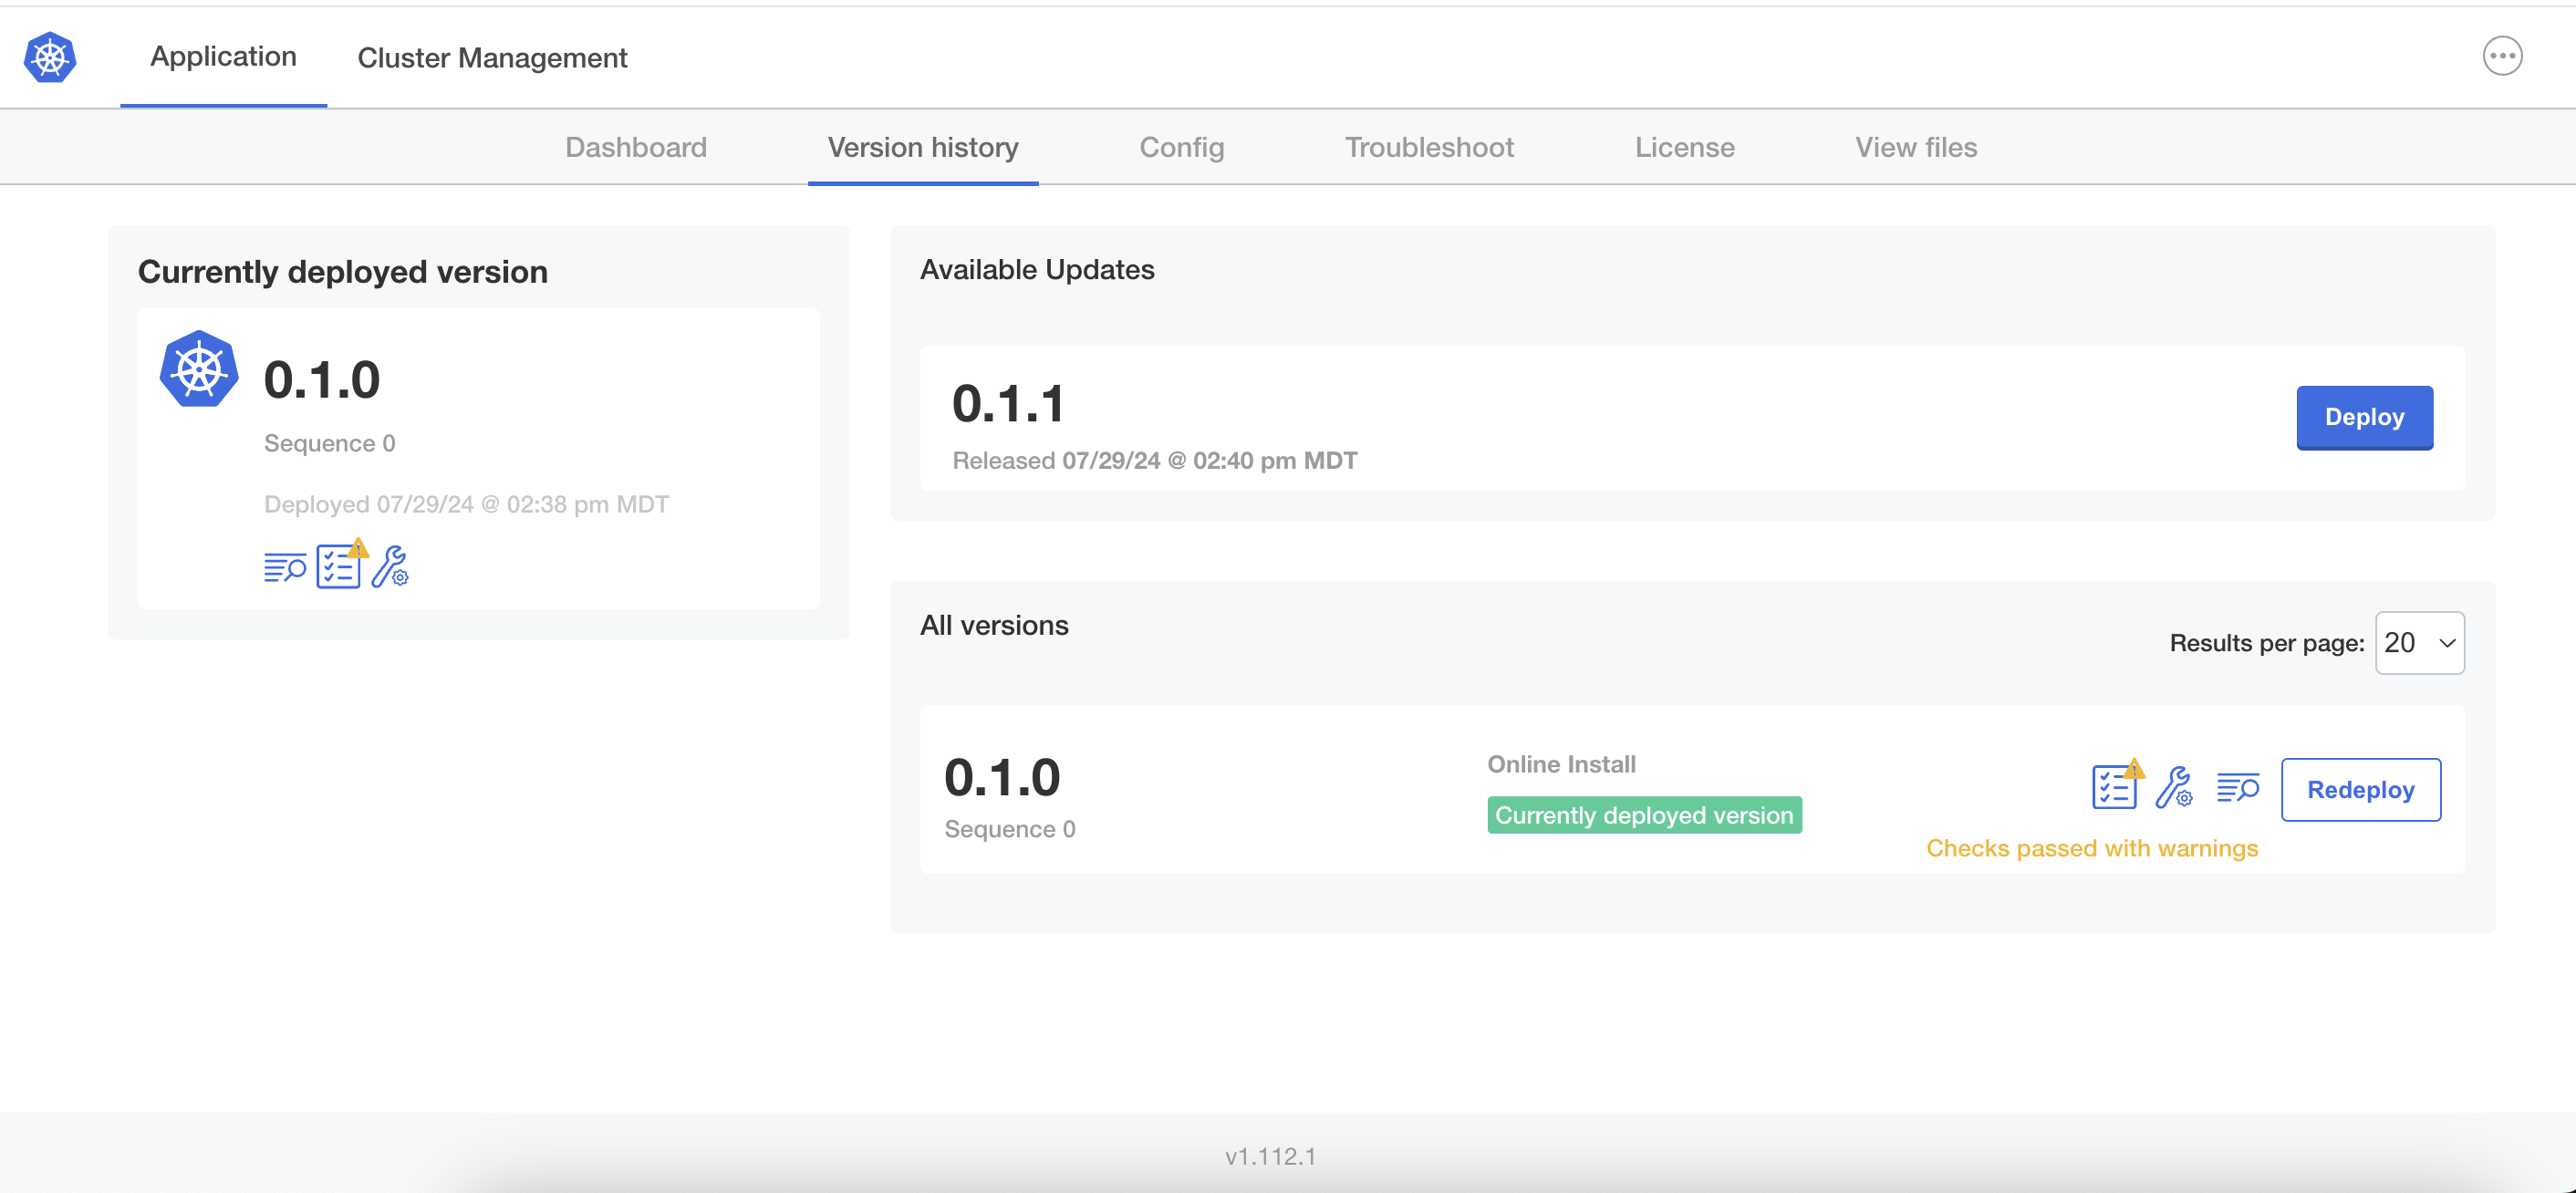 Application
Cluster Management
Dashboard
Version history
Config
Troubleshoot
License
View files
Currently deployed version
0.1.0
Sequence 0
Deployed 07/29/24 @ 02:38 pm MDT
Available Updates
0.1.1
Released 07/29/24 @ 02:40 pm MDT
Deploy
All versions
Results per page: 20
0.1.0
Sequence 0
Online Install
Currently deployed version
Redeploy
Checks passed with warnings
v1.112.1